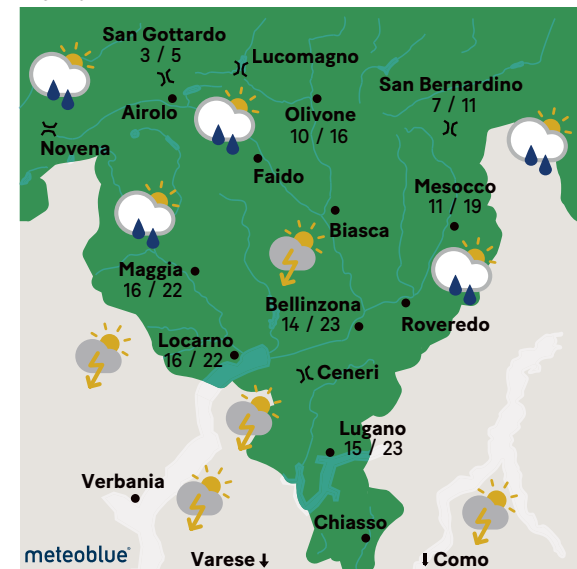 San Gottardo
3 / 5
Lucomagno
San Bernardino
7 / 11
Airolo
Olivone
10 / 16
Novena
Faido
Mesocco
11 / 19
Biasca
Maggia
16 / 22
Bellinzona
14 / 23
Roveredo
Locarno
16 / 22
Ceneri
Lugano
15 / 23
Verbania
Chiasso
meteoblue®
Varese ↓
↓ Como